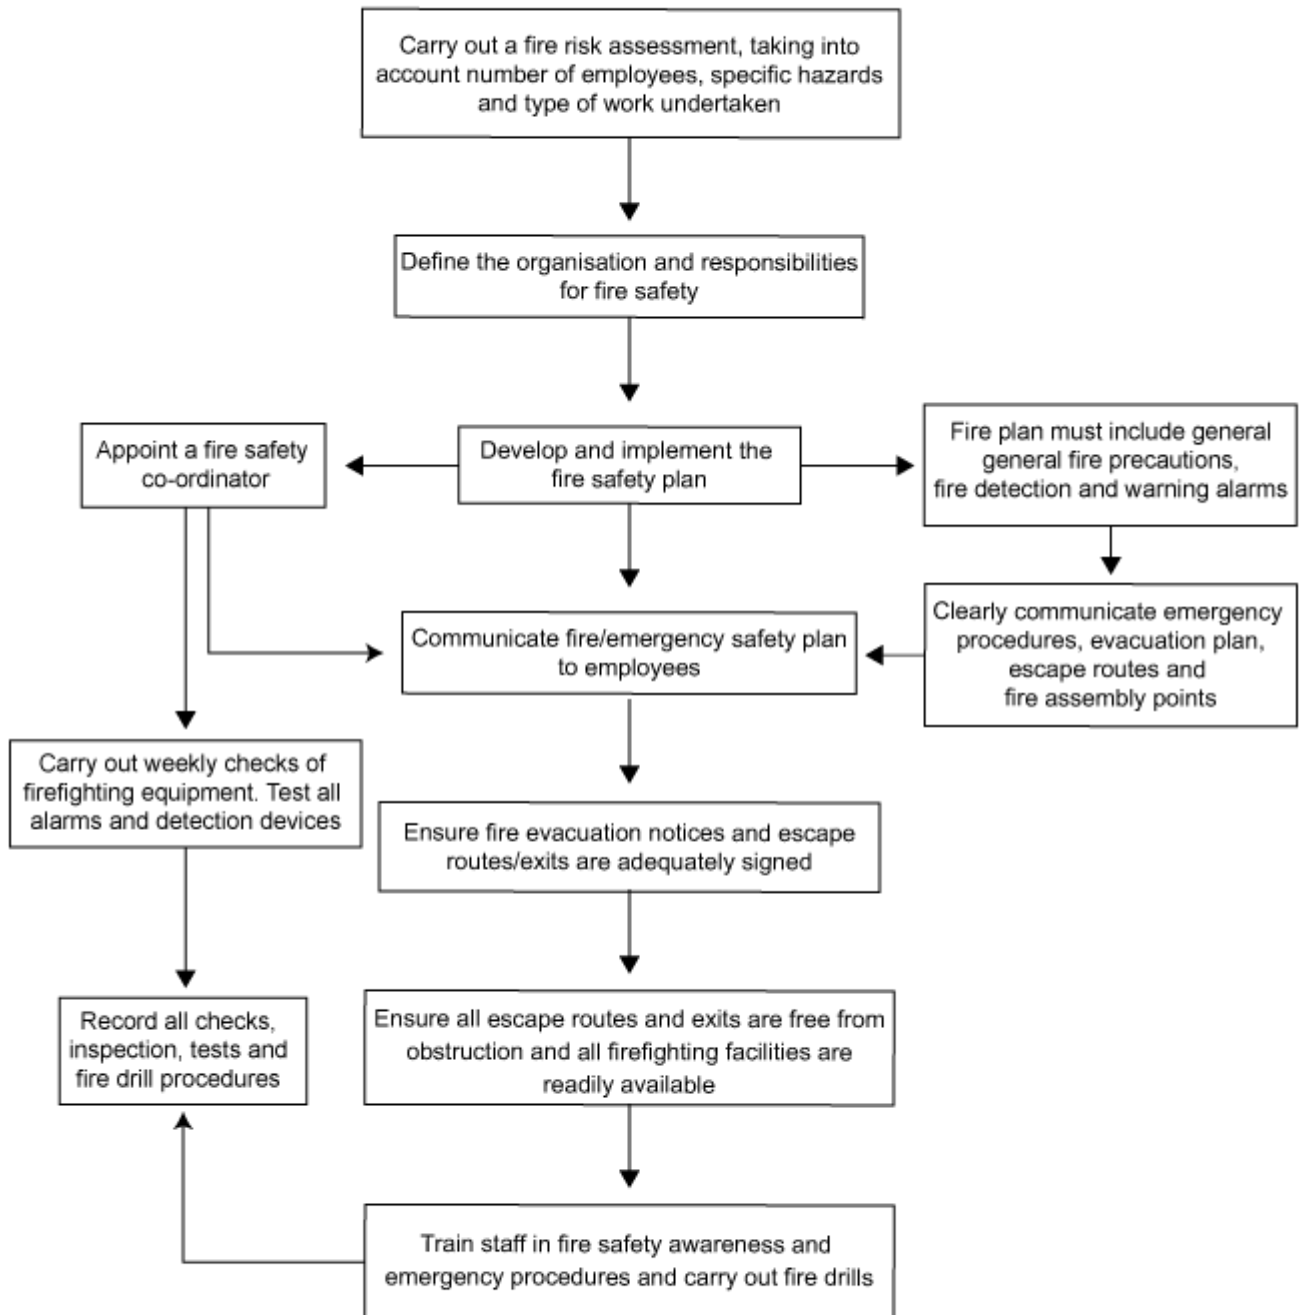 Carry out a fire risk assessment, taking into
account number of employees, specific hazards
and type of work undertaken
Define the organisation and responsibilities
for fire safety
Appoint a fire safety
co-ordinator
Develop and implement the
fire safety plan
Fire plan must include general
general fire precautions,
fire detection and warning alarms
Communicate fire/emergency safety plan
to employees
Clearly communicate emergency
procedures, evacuation plan,
escape routes and
fire assembly points
Carry out weekly checks of
firefighting equipment. Test all
alarms and detection devices
Ensure fire evacuation notices and escape
routes/exits are adequately signed
Record all checks,
inspection, tests and
fire drill procedures
Ensure all escape routes and exits are free from
obstruction and all firefighting facilities are
readily available
Train staff in fire safety awareness and
emergency procedures and carry out fire drills